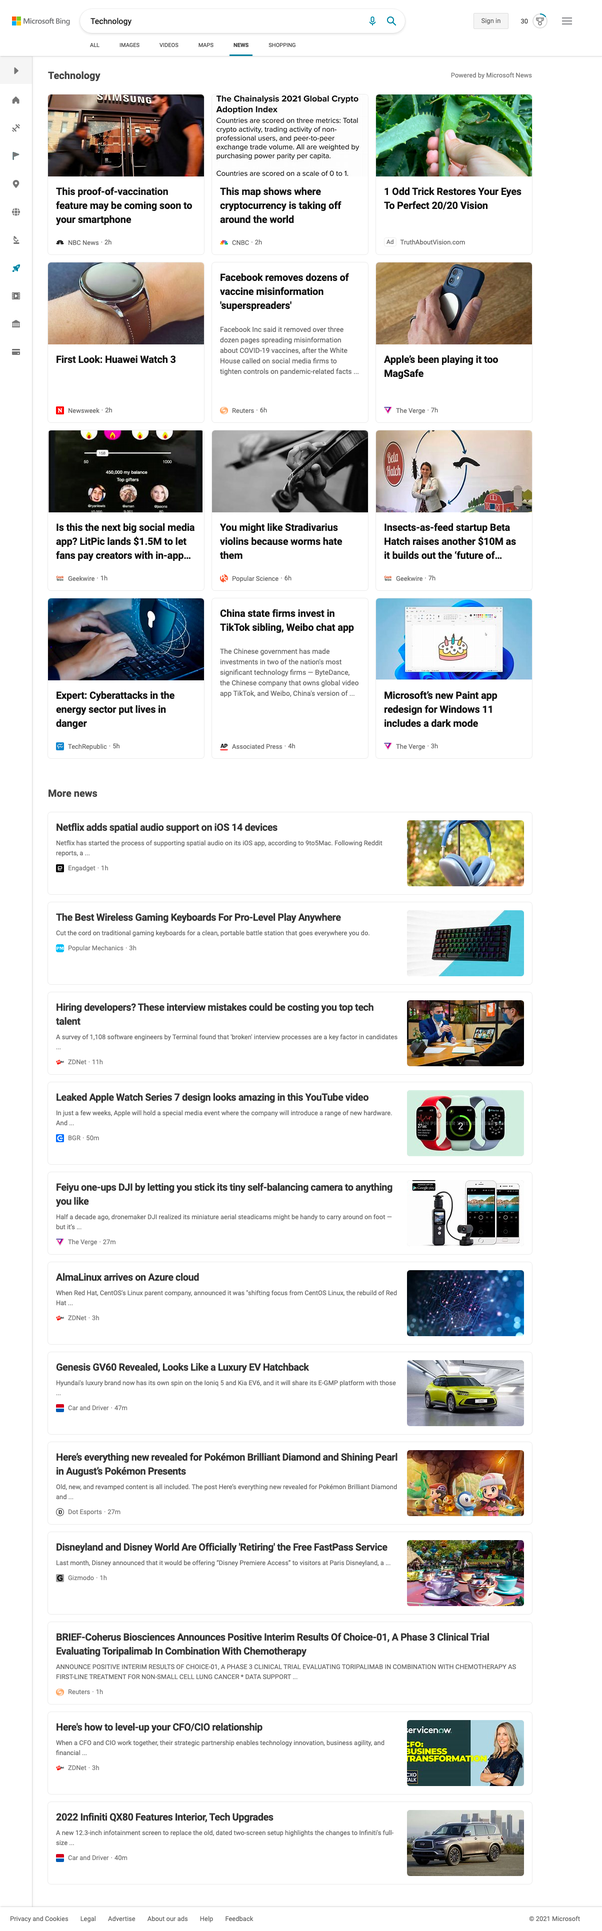 Microsoft Bing
Technology
Sign in
30
ALL
IMAGES
VIDEOS
MAPS
NEWS
SHOPPING
Technology
Powered by Microsoft News
SAMSUNG
This proof-of-vaccination
feature may be coming soon to
your smartphone
NBC News · 2h
The Chainalysis 2021 Global Crypto
Adoption Index
Countries are scored on three metrics: Total
crypto activity, trading activity of non-
professional users, and peer-to-peer
exchange trade volume. All are weighted by
purchasing power parity per capita.
Countries are scored on a scale of 0 to 1.
This map shows where
cryptocurrency is taking off
around the world
CNBC · 2h
1 Odd Trick Restores Your Eyes
To Perfect 20/20 Vision
Ad TruthAboutVision.com
First Look: Huawei Watch 3
Newsweek · 2h
Facebook removes dozens of
vaccine misinformation
'superspreaders'
Facebook Inc said it removed over three
dozen pages spreading misinformation
about COVID-19 vaccines, after the White
House called on social media firms to
tighten controls on pandemic-related facts ...
Reuters · 6h
Apple's been playing it too
MagSafe
The Verge · 7h
450,000 my balance
Top gifters
Is this the next big social media
app? LitPic lands $1.5M to let
fans pay creators with in-app...
Geekwire · 1h
You might like Stradivarius
violins because worms hate
them
Popular Science · 6h
Beta
Hatch
Insects-as-feed startup Beta
Hatch raises another $10M as
it builds out the 'future of...
Geekwire · 7h
Expert: Cyberattacks in the
energy sector put lives in
danger
TechRepublic · 5h
China state firms invest in
TikTok sibling, Weibo chat app
The Chinese government has made
investments in two of the nation's most
significant technology firms — ByteDance,
the Chinese company that owns global video
app TikTok, and Weibo, China's version of ...
AP Associated Press · 4h
Microsoft's new Paint app
redesign for Windows 11
includes a dark mode
The Verge · 3h
More news
Netflix adds spatial audio support on iOS 14 devices
Netflix has started the process of supporting spatial audio on its iOS app, according to 9to5Mac. Following Reddit
reports, a ...
Engadget · 1h
The Best Wireless Gaming Keyboards For Pro-Level Play Anywhere
Cut the cord on traditional gaming keyboards for a clean, portable battle station that goes everywhere you do.
Popular Mechanics · 3h
Hiring developers? These interview mistakes could be costing you top tech
talent
A survey of 1,108 software engineers by Terminal found that 'broken' interview processes are a key factor in candidates
...
ZDNet · 11h
Leaked Apple Watch Series 7 design looks amazing in this YouTube video
In just a few weeks, Apple will hold a special media event where the company will introduce a range of new hardware.
And ...
BGR · 50m
Feiyu one-ups DJI by letting you stick its tiny self-balancing camera to anything
you like
Half a decade ago, dronemaker DJI realized its miniature aerial steadicams might be handy to carry around on foot —
but it's ...
The Verge · 27m
AlmaLinux arrives on Azure cloud
When Red Hat, CentOS's Linux parent company, announced it was "shifting focus from CentOS Linux, the rebuild of Red
Hat ...
ZDNet · 3h
Genesis GV60 Revealed, Looks Like a Luxury EV Hatchback
Hyundai's luxury brand now has its own spin on the Ioniq 5 and Kia EV6, and it will share its E-GMP platform with those
...
Car and Driver · 47m
Here's everything new revealed for Pokémon Brilliant Diamond and Shining Pearl
in August's Pokémon Presents
Old, new, and revamped content is all included. The post Here's everything new revealed for Pokémon Brilliant Diamond
and ...
Dot Esports · 27m
Disneyland and Disney World Are Officially 'Retiring' the Free FastPass Service
Last month, Disney announced that it would be offering "Disney Premiere Access" to visitors at Paris Disneyland, a ...
Gizmodo · 1h
BRIEF-Coherus Biosciences Announces Positive Interim Results Of Choice-01, A Phase 3 Clinical Trial
Evaluating Toripalimab In Combination With Chemotherapy
ANNOUNCE POSITIVE INTERIM RESULTS OF CHOICE-01, A PHASE 3 CLINICAL TRIAL EVALUATING TORIPALIMAB IN COMBINATION WITH CHEMOTHERAPY AS
FIRST-LINE TREATMENT FOR NON-SMALL CELL LUNG CANCER * DATA SUPPORT ...
Reuters · 1h
Here's how to level-up your CFO/CIO relationship
When a CFO and CIO work together, their strategic partnership enables technology innovation, business agility, and
financial ...
ZDNet · 3h
servicenow.
CFO:
BUSINESS
TRANSFORMATION
CXO
TALK
2022 Infiniti QX80 Features Interior, Tech Upgrades
A new 12.3-inch infotainment screen to replace the old, dated two-screen setup highlights the changes to Infiniti's full-
size ...
Car and Driver · 40m
Privacy and Cookies
Legal
Advertise
About our ads
Help
Feedback
© 2021 Microsoft